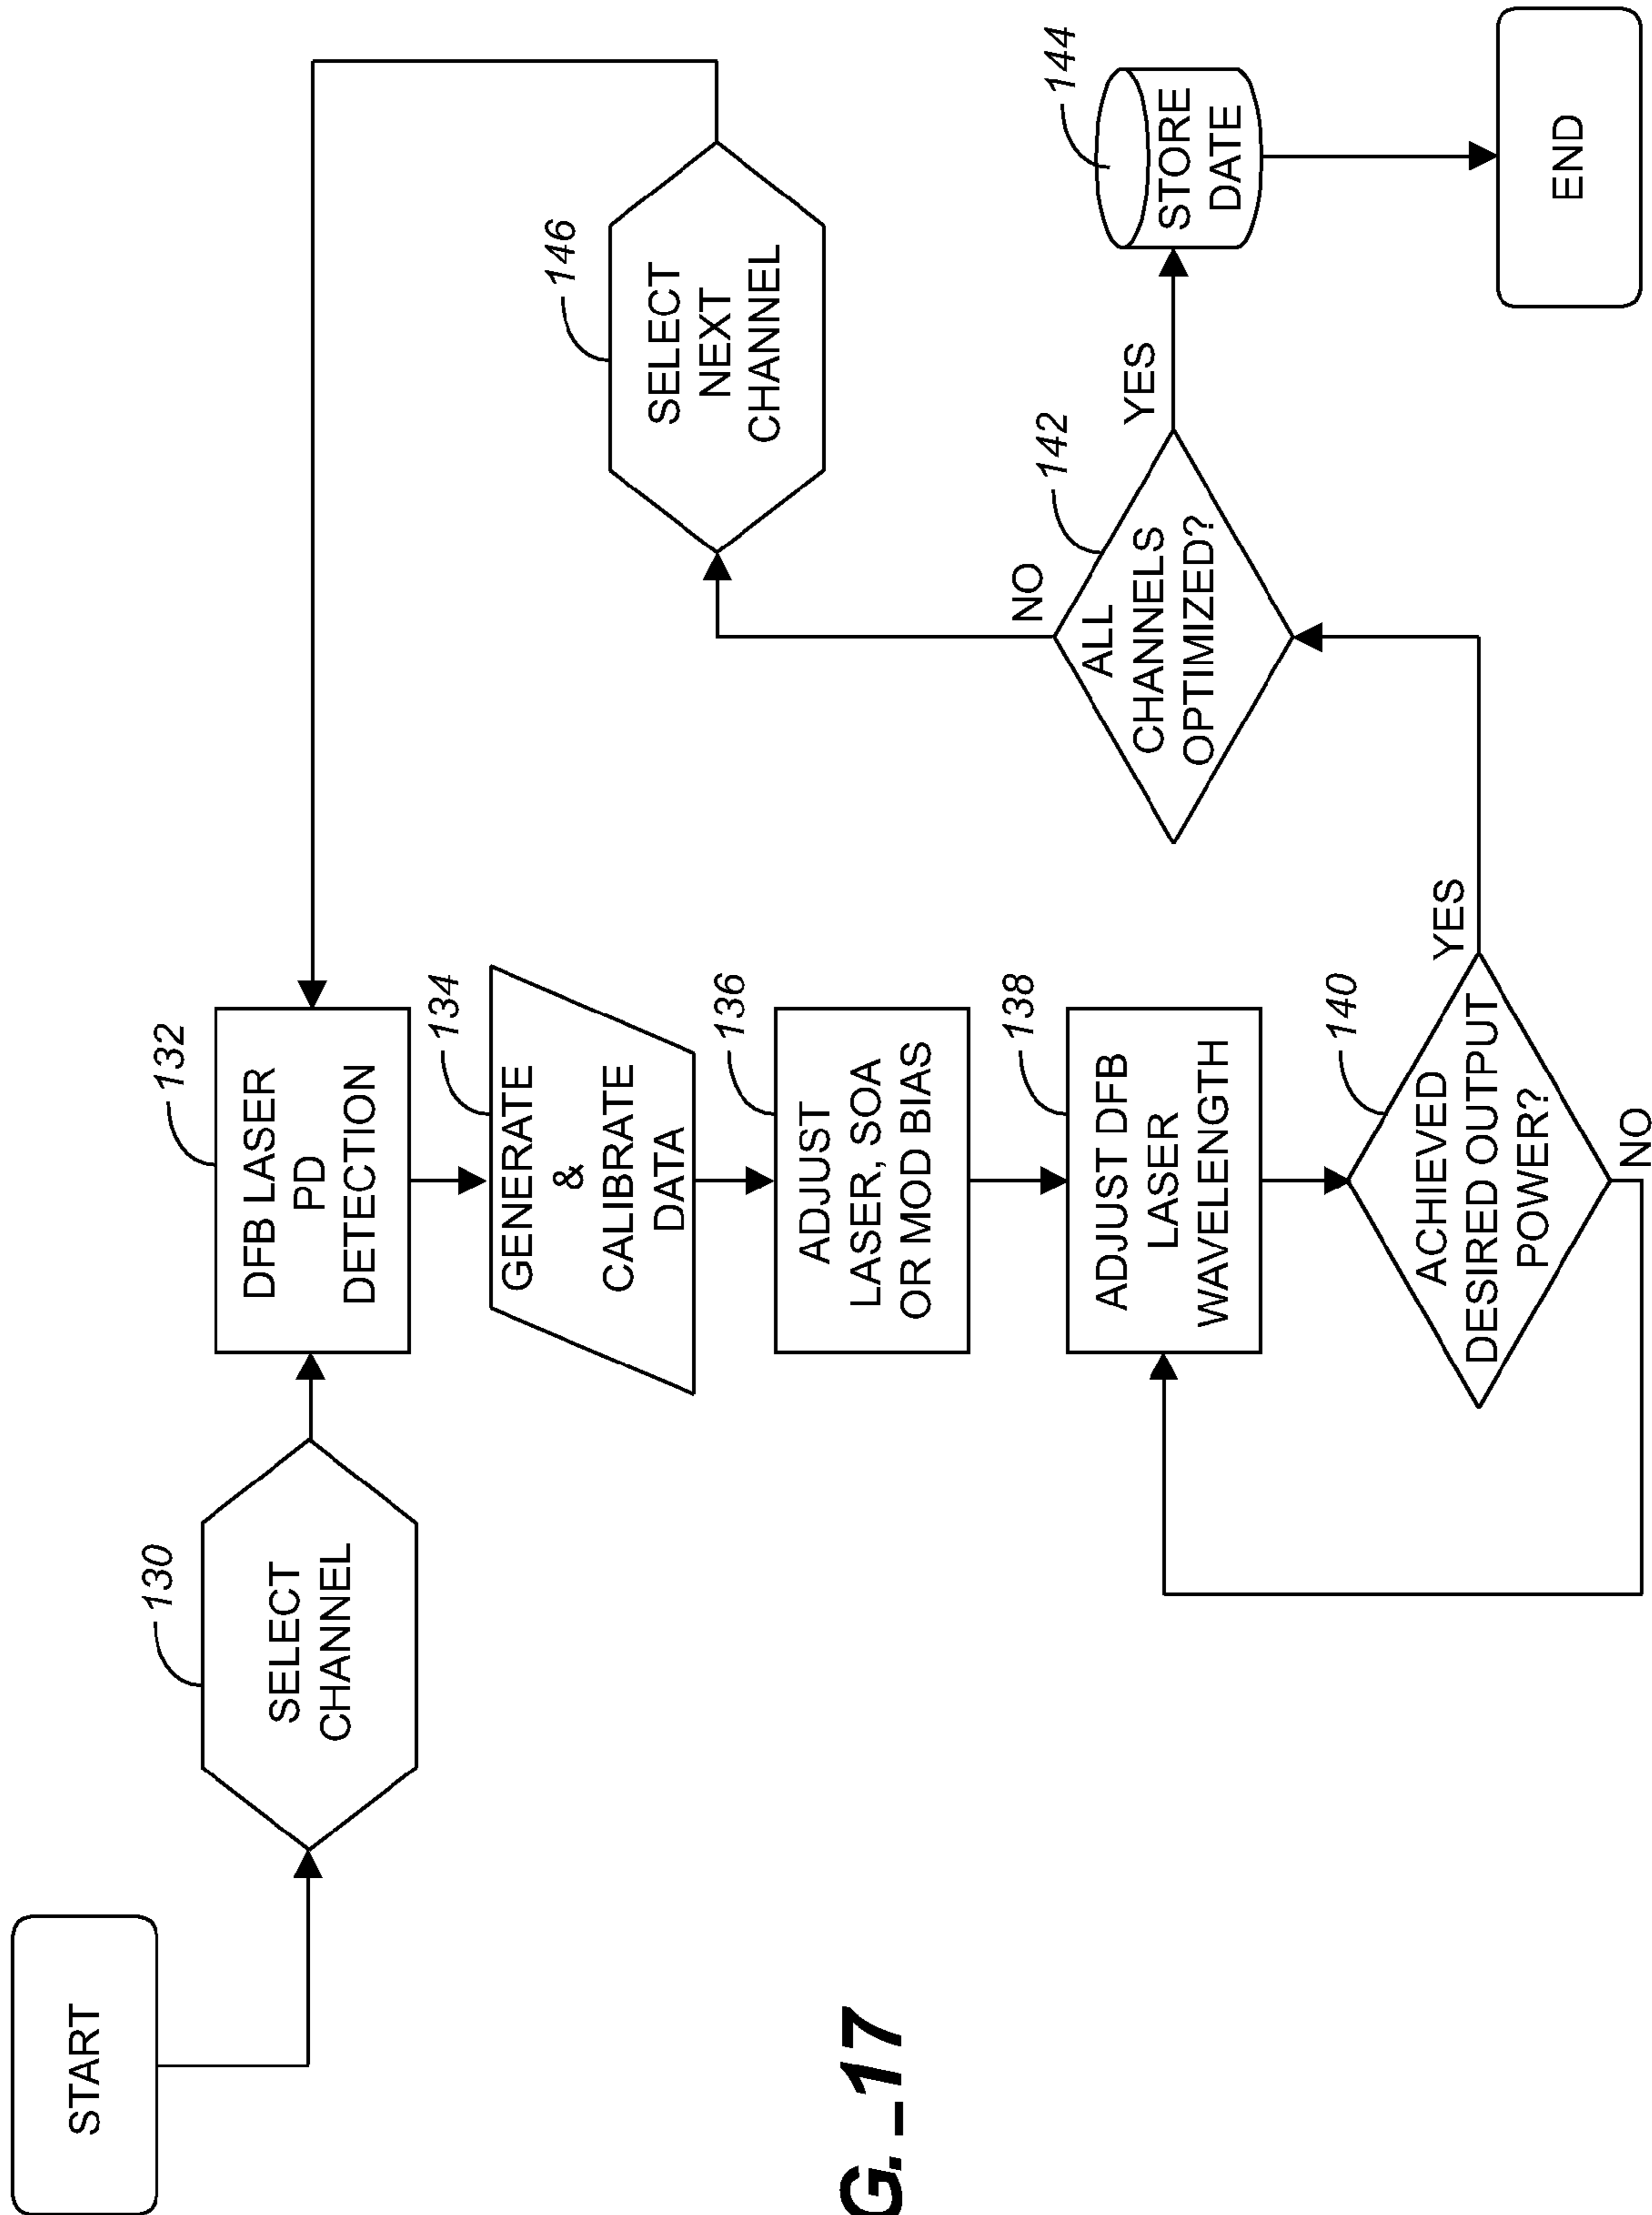 START
130
SELECT
CHANNEL
132
DFB LASER
PD
DETECTION
134
GENERATE
&
CALIBRATE
DATA
136
ADJUST
LASER, SOA
OR MOD BIAS
138
ADJUST DFB
LASER
WAVELENGTH
140
ACHIEVED
DESIRED OUTPUT
POWER?
YES
NO
142
ALL
CHANNELS
OPTIMIZED?
NO
YES
146
SELECT
NEXT
CHANNEL
144
STORE
DATE
END
G._17